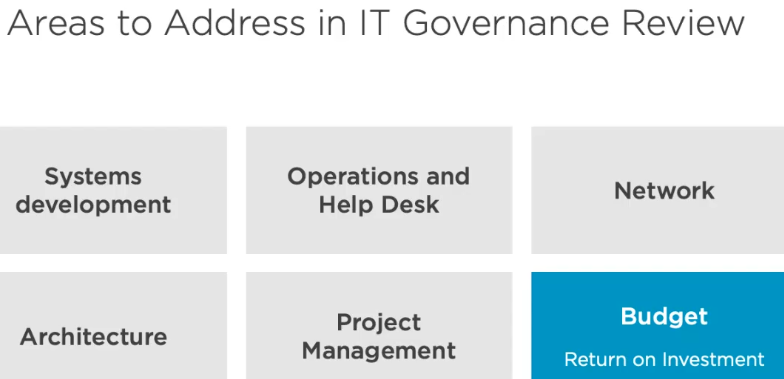 Areas to Address in IT Governance Review
Systems
development
Operations and
Help Desk
Network
Architecture
Project
Management
Budget
Return on Investment